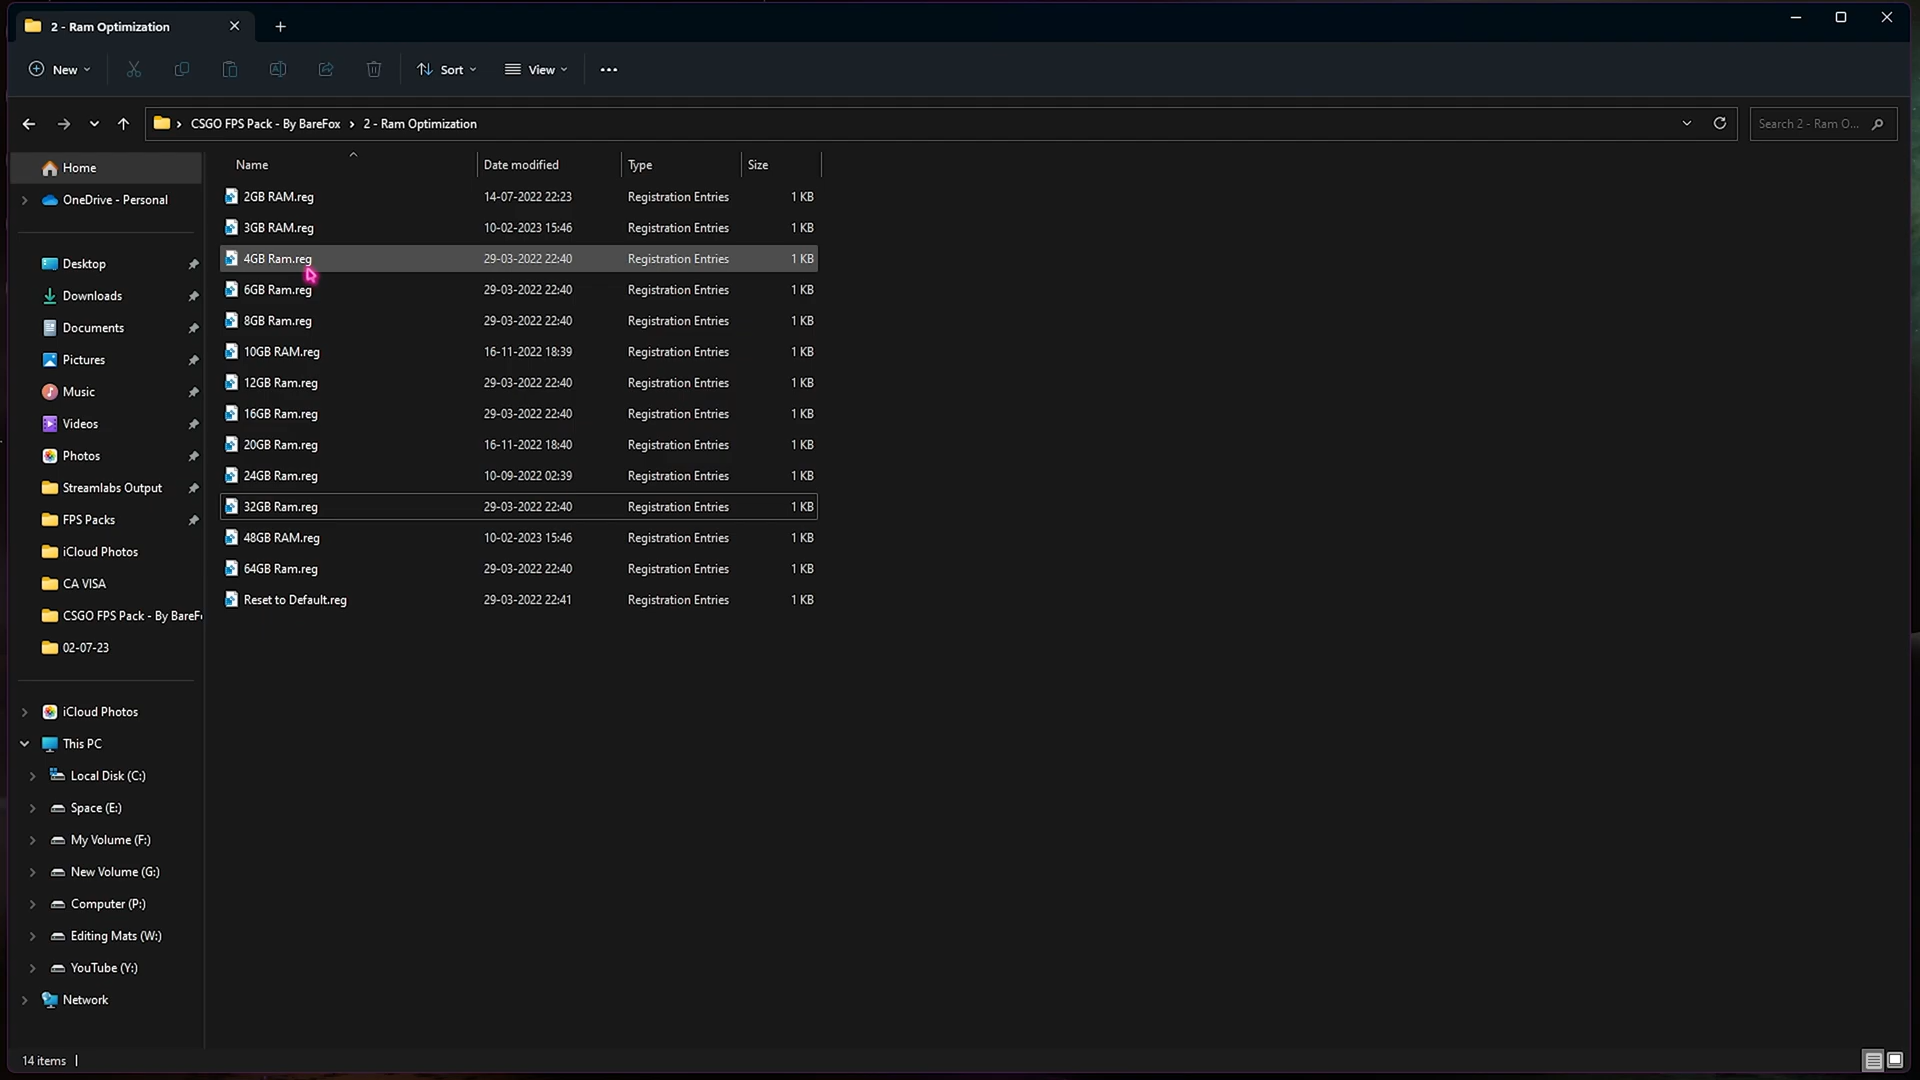 2 - Ram Optimization
New
Sort
View
CSGO FPS Pack - By BareFox
2 - Ram Optimization
Search 2 - Ram O...
Name
Date modified
Type
Size
Home
OneDrive - Personal
Desktop
Downloads
Documents
Pictures
Music
Videos
Photos
Streamlabs Output
FPS Packs
iCloud Photos
CA VISA
CSGO FPS Pack - By BareF
02-07-23
iCloud Photos
This PC
Local Disk (C:)
Space (E:)
My Volume (F:)
New Volume (G:)
Computer (P:)
Editing Mats (W:)
YouTube (Y:)
Network
2GB RAM.reg 14-07-2022 22:23 Registration Entries 1 KB
3GB RAM.reg 10-02-2023 15:46 Registration Entries 1 KB
4GB Ram.reg 29-03-2022 22:40 Registration Entries 1 KB
6GB Ram.reg 29-03-2022 22:40 Registration Entries 1 KB
8GB Ram.reg 29-03-2022 22:40 Registration Entries 1 KB
10GB RAM.reg 16-11-2022 18:39 Registration Entries 1 KB
12GB Ram.reg 29-03-2022 22:40 Registration Entries 1 KB
16GB Ram.reg 29-03-2022 22:40 Registration Entries 1 KB
20GB Ram.reg 16-11-2022 18:40 Registration Entries 1 KB
24GB Ram.reg 10-09-2022 02:39 Registration Entries 1 KB
32GB Ram.reg 29-03-2022 22:40 Registration Entries 1 KB
48GB RAM.reg 10-02-2023 15:46 Registration Entries 1 KB
64GB Ram.reg 29-03-2022 22:40 Registration Entries 1 KB
Reset to Default.reg 29-03-2022 22:41 Registration Entries 1 KB
14 items